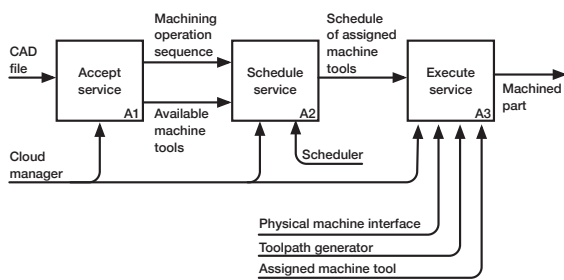 Machining
operation
sequence
Schedule
of assigned
machine
tools
CAD
file
Accept
service
A1
Schedule
service
A2
Execute
service
A3
Machined
part
Available
machine
tools
Cloud
manager
Scheduler
Physical machine interface
Toolpath generator
Assigned machine tool